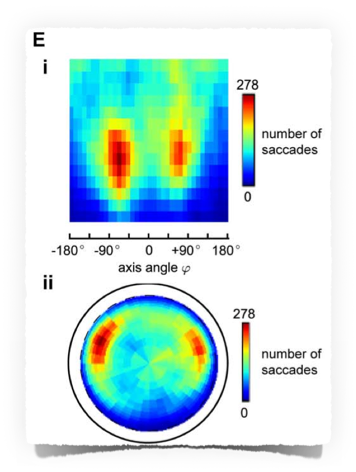 E
i
278
number of
saccades
0
-180° -90° 0 +90° 180°
axis angle φ
ii
278
number of
saccades
0